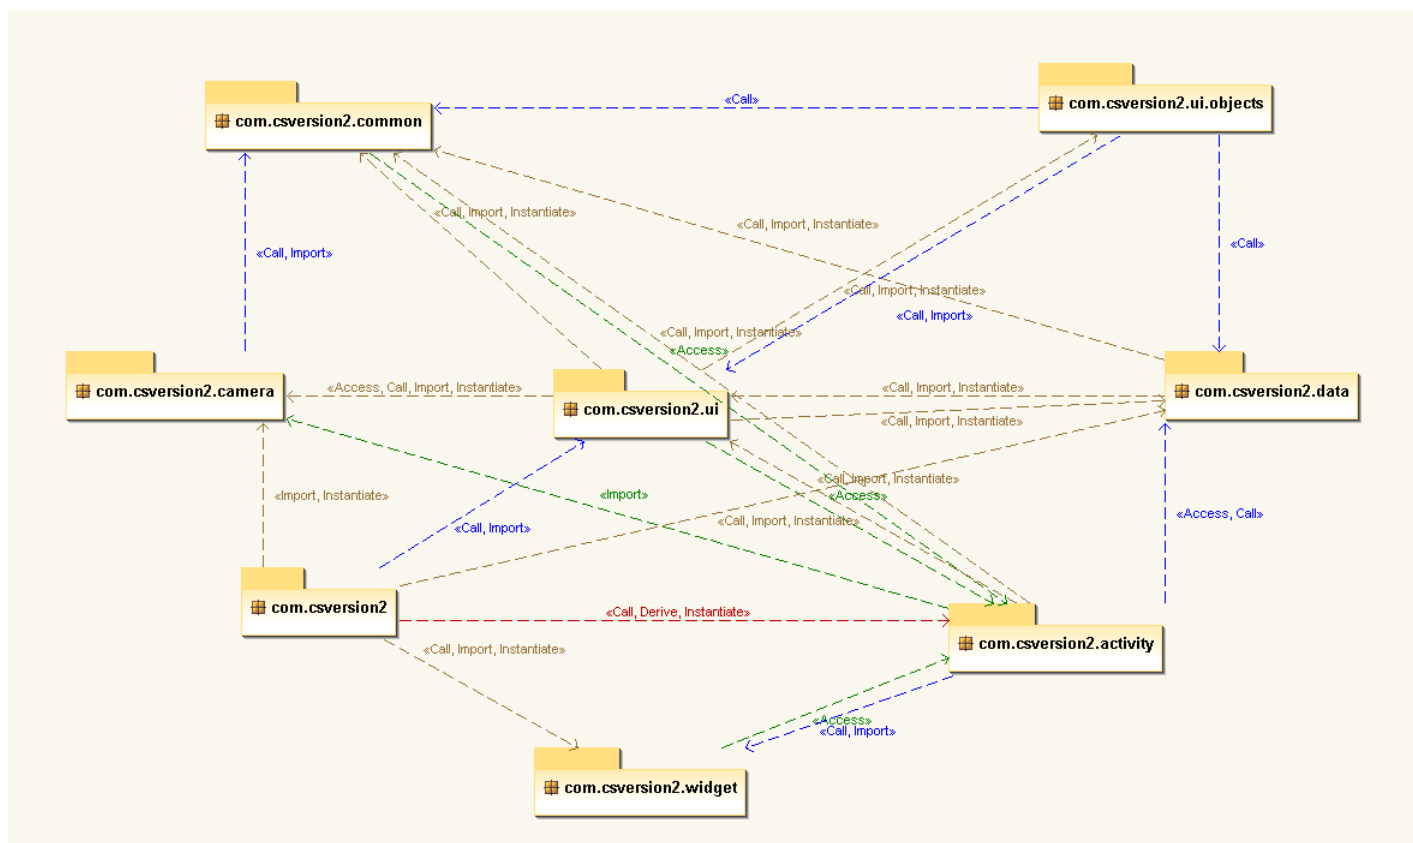 «Call»
com.csversion2.ui.objects
com.csversion2.common
«Call, Import, Instantiate»
«Call, Import, Instantiate»
«Call»
«Call, Import»
«Call, Import, Instantiate»
«Call, Import»
«Call, Import, Instantiate»
«Access»
com.csversion2.camera
«Access, Call, Import, Instantiate»
com.csversion2.ui
«Call, Import, Instantiate»
com.csversion2.data
«Call, Import, Instantiate»
«Import, Instantiate»
«Import»
«Call, Import, Instantiate»
«Access»
«Call, Import»
«Call, Import, Instantiate»
«Access, Call»
com.csversion2
«Call, Derive, Instantiate»
com.csversion2.activity
«Call, Import, Instantiate»
«Access»
«Call, Import»
com.csversion2.widget